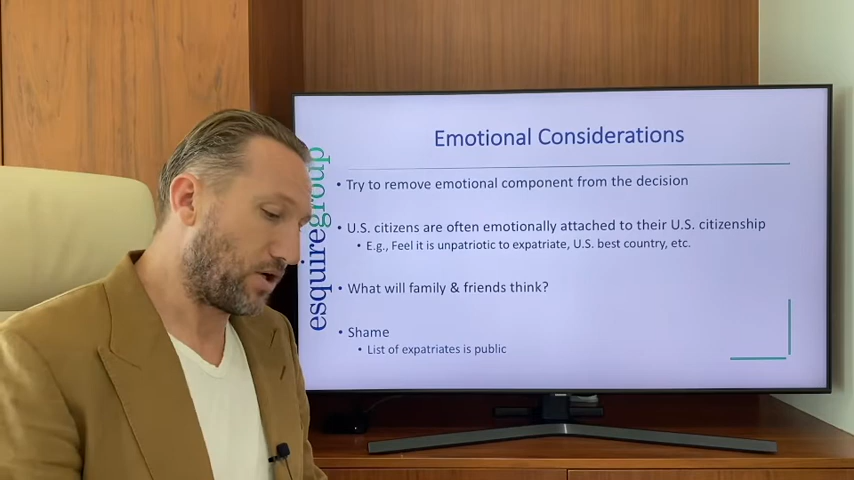 Emotional Considerations
• Try to remove emotional component from the decision
• U.S. citizens are often emotionally attached to their U.S. citizenship
• E.g., Feel it is unpatriotic to expatriate, U.S. best country, etc.
• What will family & friends think?
• Shame
• List of expatriates is public
esquiregroup